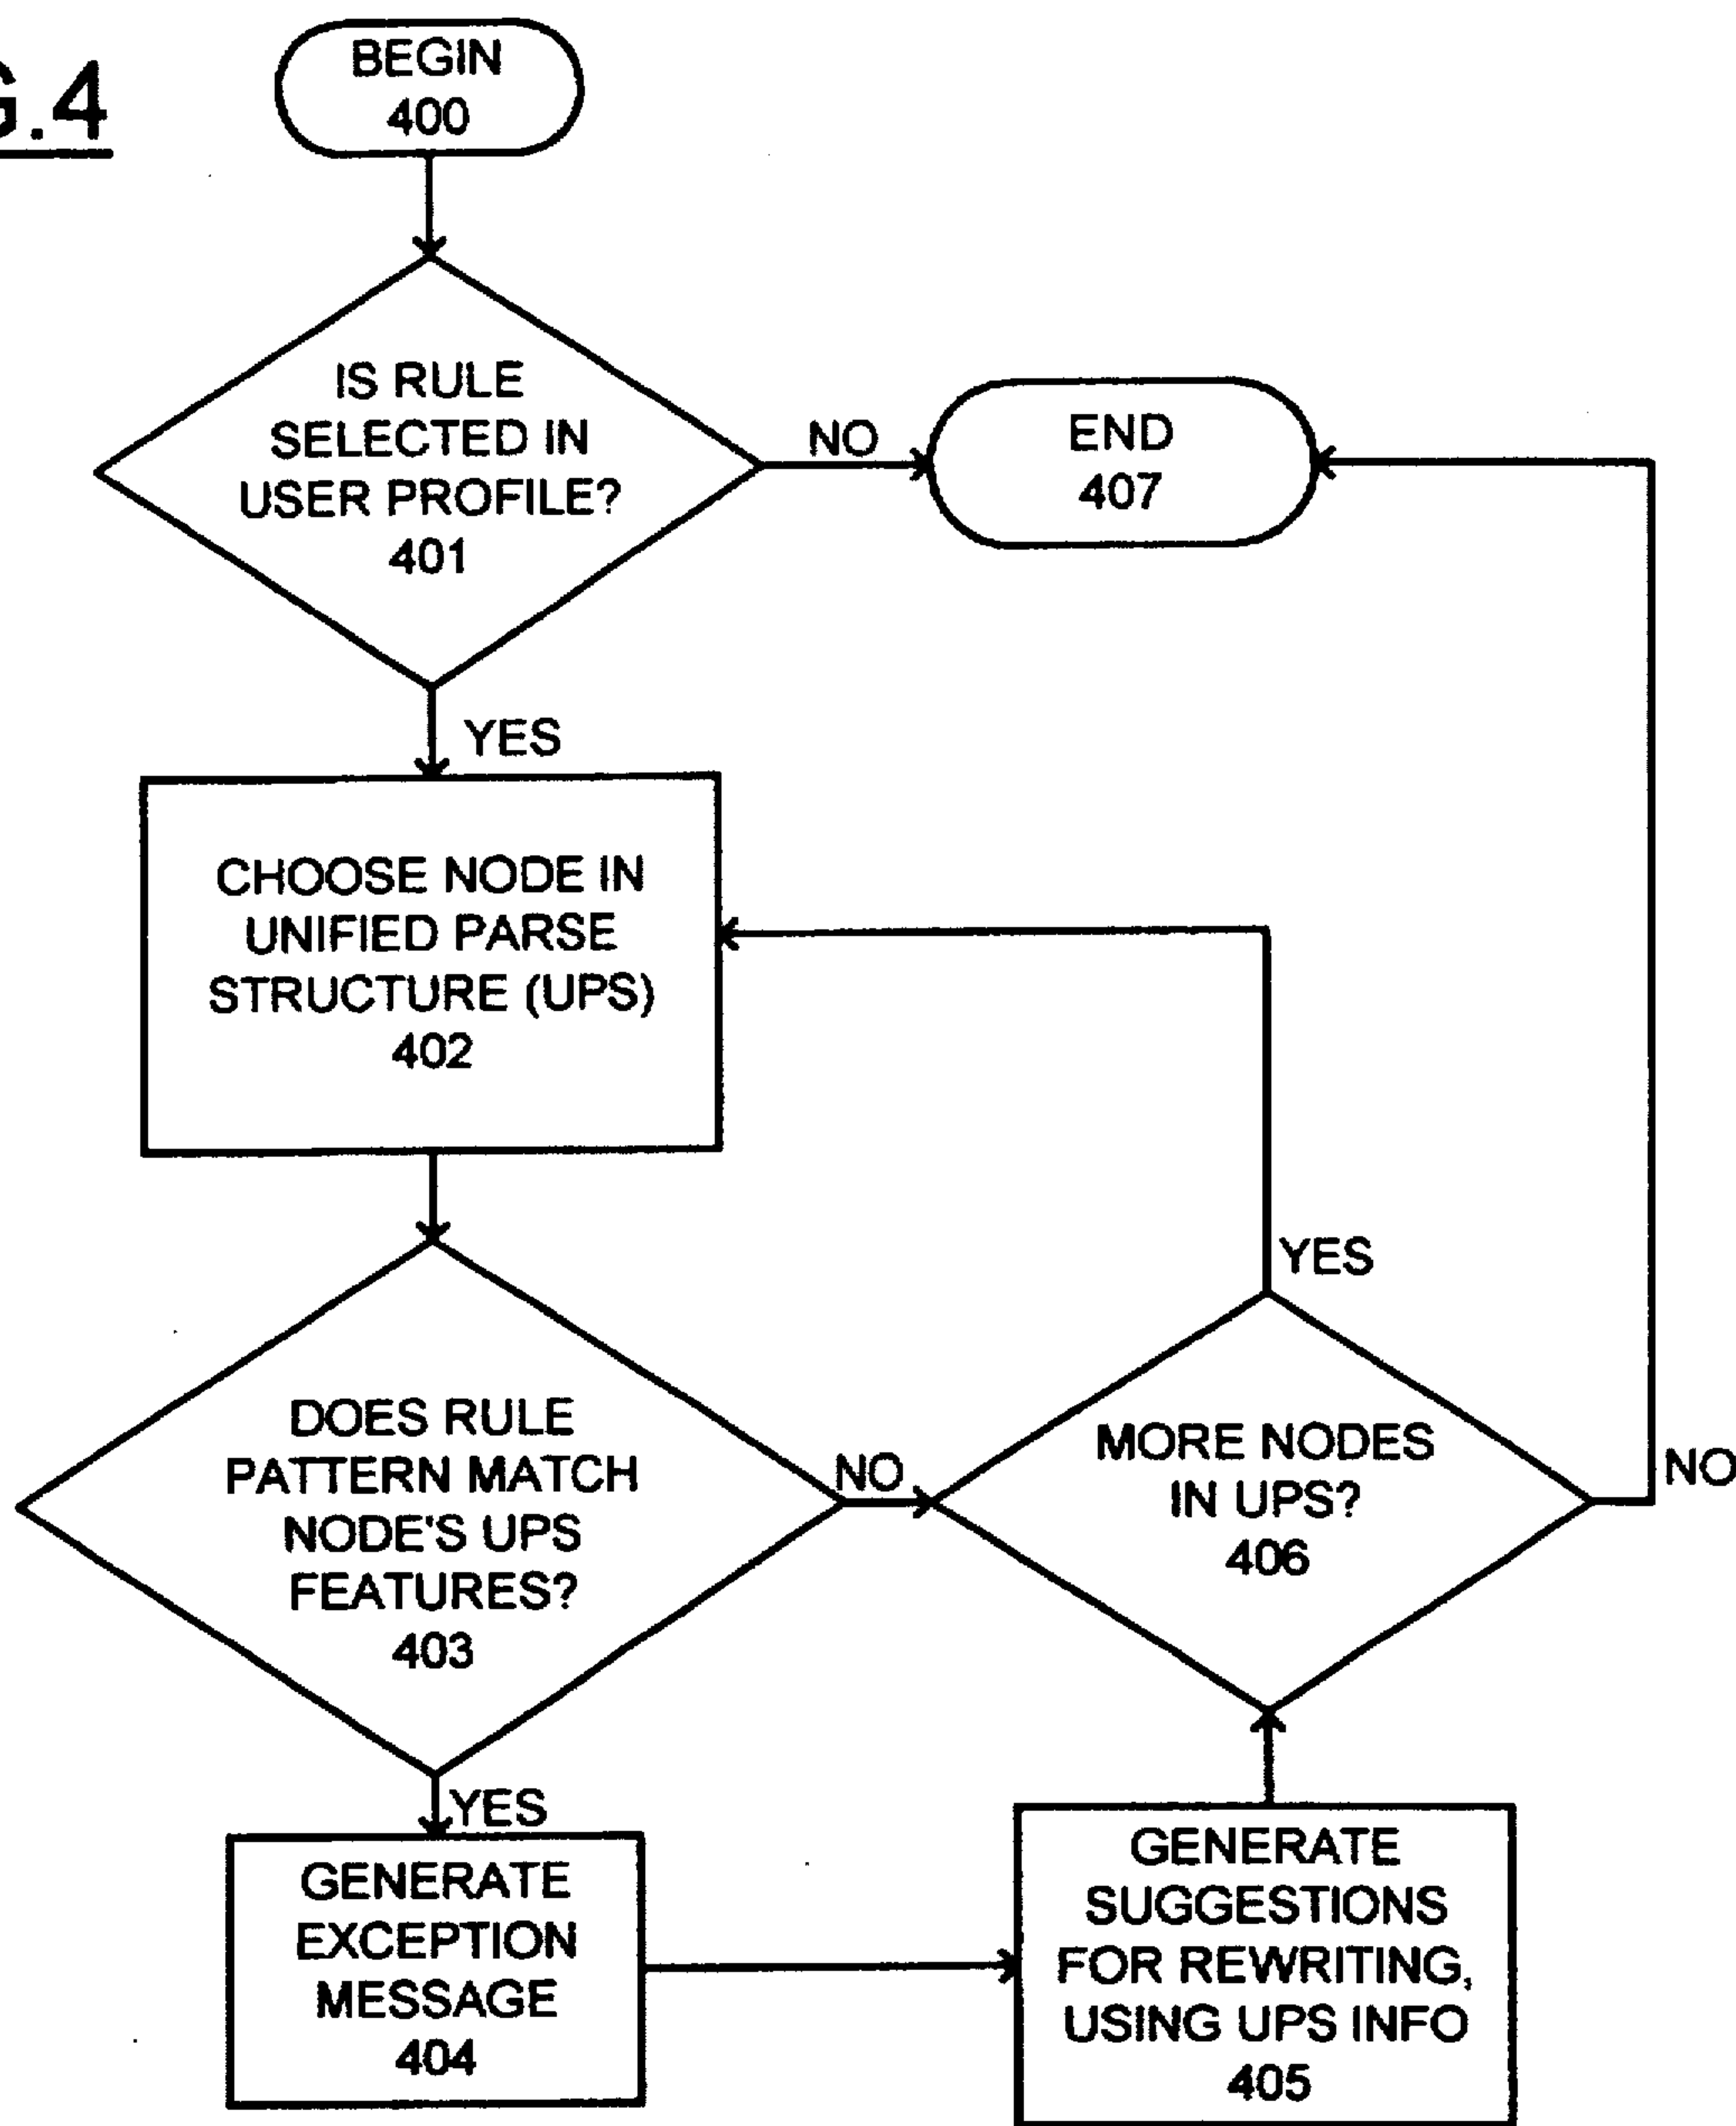 G.4
BEGIN
400
IS RULE
SELECTED IN
USER PROFILE?
401
NO
END
407
YES
CHOOSE NODE IN
UNIFIED PARSE
STRUCTURE (UPS)
402
YES
DOES RULE
PATTERN MATCH
NODE'S UPS
FEATURES?
403
NO
MORE NODES
IN UPS?
406
NO
YES
GENERATE
EXCEPTION
MESSAGE
404
GENERATE
SUGGESTIONS
FOR REWRITING,
USING UPS INFO
405